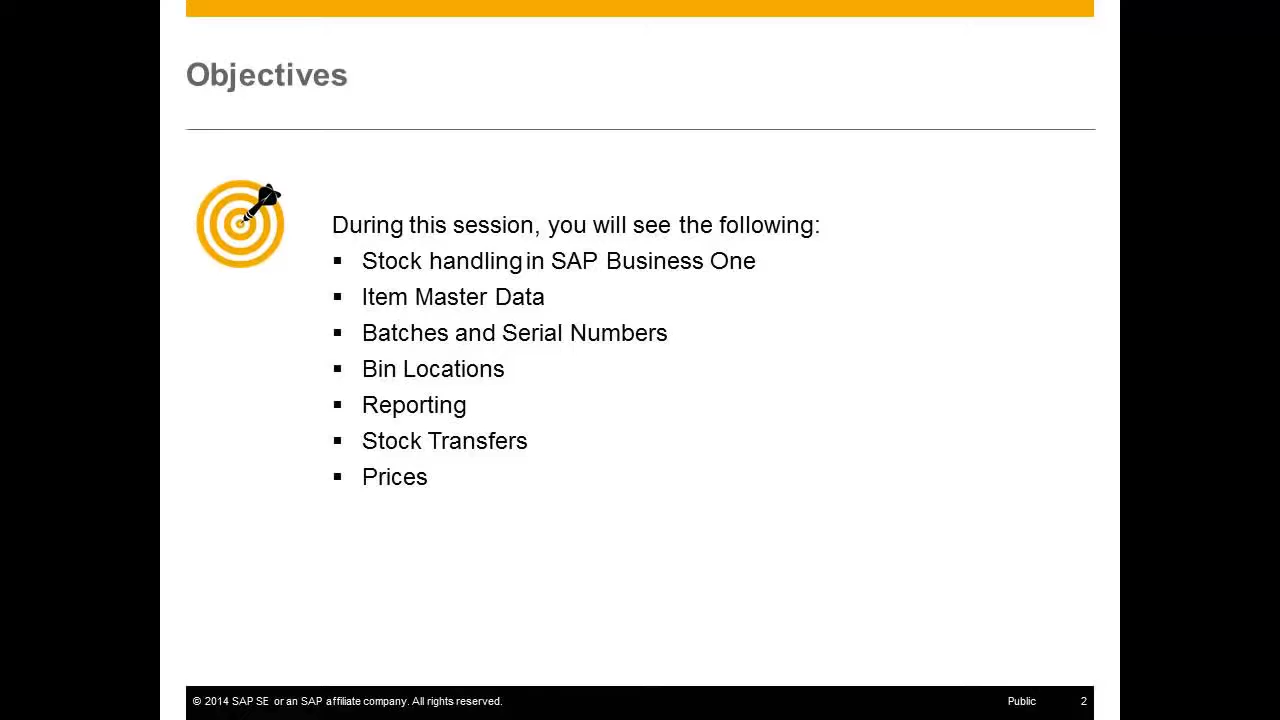 Objectives
During this session, you will see the following:
▪ Stock handling in SAP Business One
▪ Item Master Data
▪ Batches and Serial Numbers
▪ Bin Locations
▪ Reporting
▪ Stock Transfers
▪ Prices
© 2014 SAP SE or an SAP affiliate company. All rights reserved. Public 2